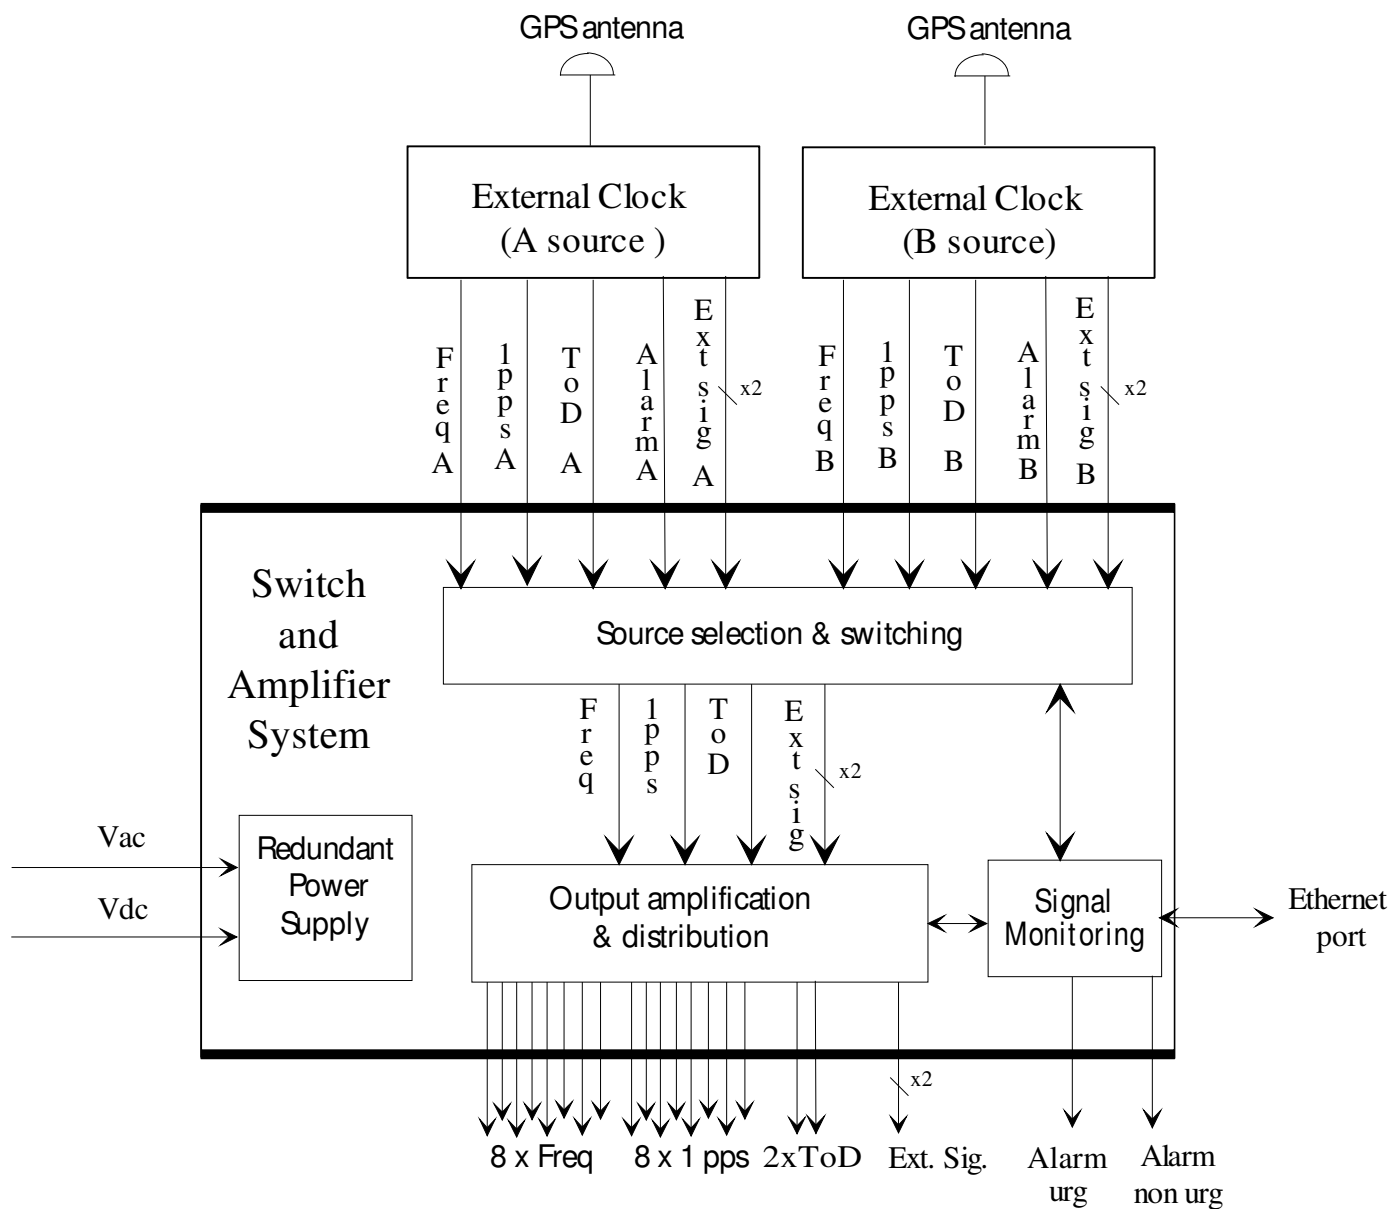 GPS antenna
GPS antenna
External Clock
(A source )
External Clock
(B source)
Freq A
1pps A
ToD A
Alarm A
Ext sig A
x2
Freq B
1pps B
ToD B
Alarm B
Ext sig B
x2
Switch
and
Amplifier
System
Source selection & switching
Freq
1pps
ToD
Ext sig
x2
Vac
Vdc
Redundant
Power
Supply
Output amplification
& distribution
Signal
Monitoring
Ethernet
port
x2
8 x Freq
8 x 1 pps
2xToD
Ext. Sig.
Alarm
urg
Alarm
non urg